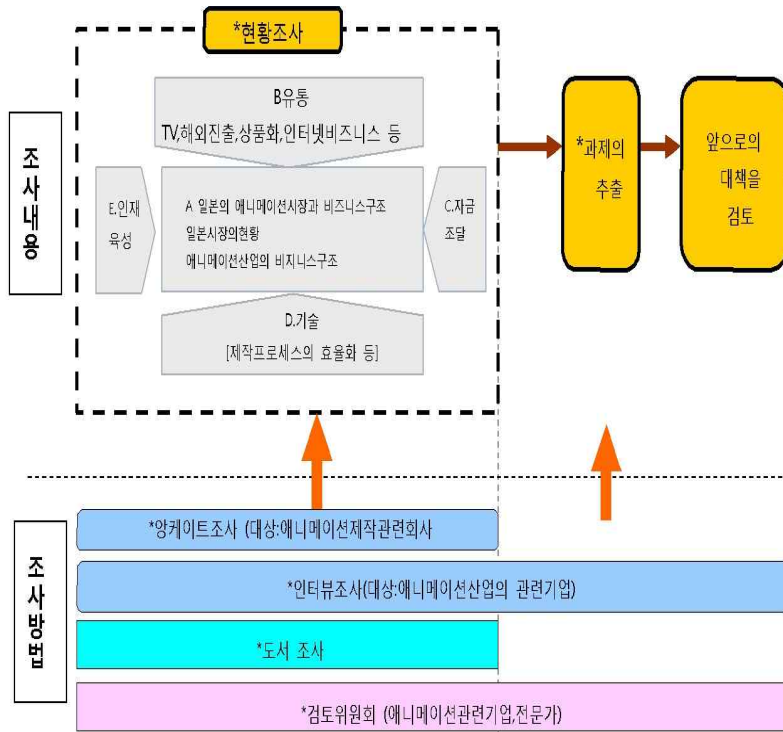 *현황조사
조사내용
B유통
TV,해외진출,상품화,인터넷비즈니스 등
E.인재
육성
A 일본의 애니메이션시장과 비즈니스구조
일본시장의현황
애니메이션산업의 비지니스구조
C.자금
조달
D.기술
[제작프로세스의 효율화 등]
*과제의
추출
앞으로의
대책을
검토
조사방법
*앙케이트조사 (대상:애니메이션제작관련회사
*인터뷰조사(대상:애니메이션산업의 관련기업)
*도서 조사
*검토위원회 (애니메이션관련기업,전문가)